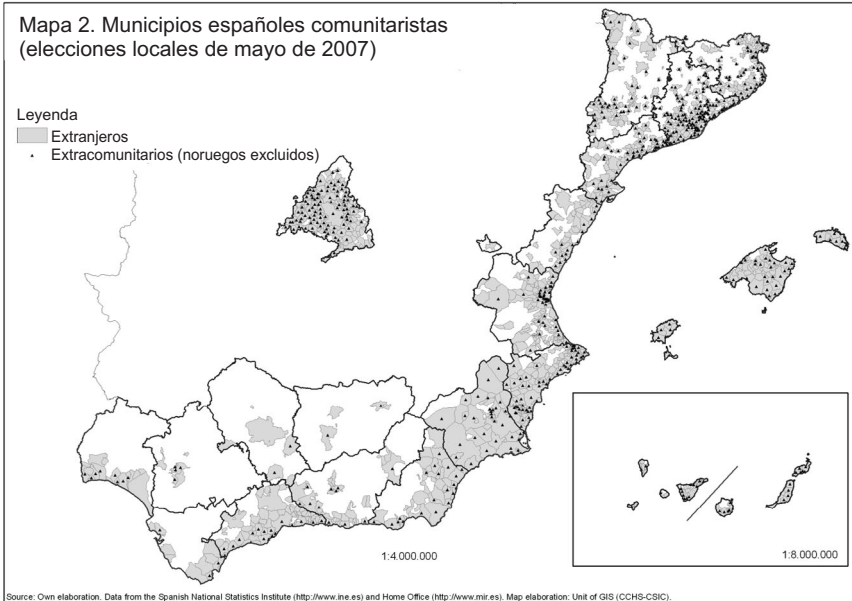 Mapa 2. Municipios españoles comunitaristas
(elecciones locales de mayo de 2007)
Leyenda
Extranjeros
Extracomunitarios (noruegos excluidos)
1:4.000.000
1:8.000.000
Source: Own elaboration. Data from the Spanish National Statistics Institute (http://www.ine.es) and Home Office (http://www.mir.es). Map elaboration: Unit of GIS (CCHS-CSIC).